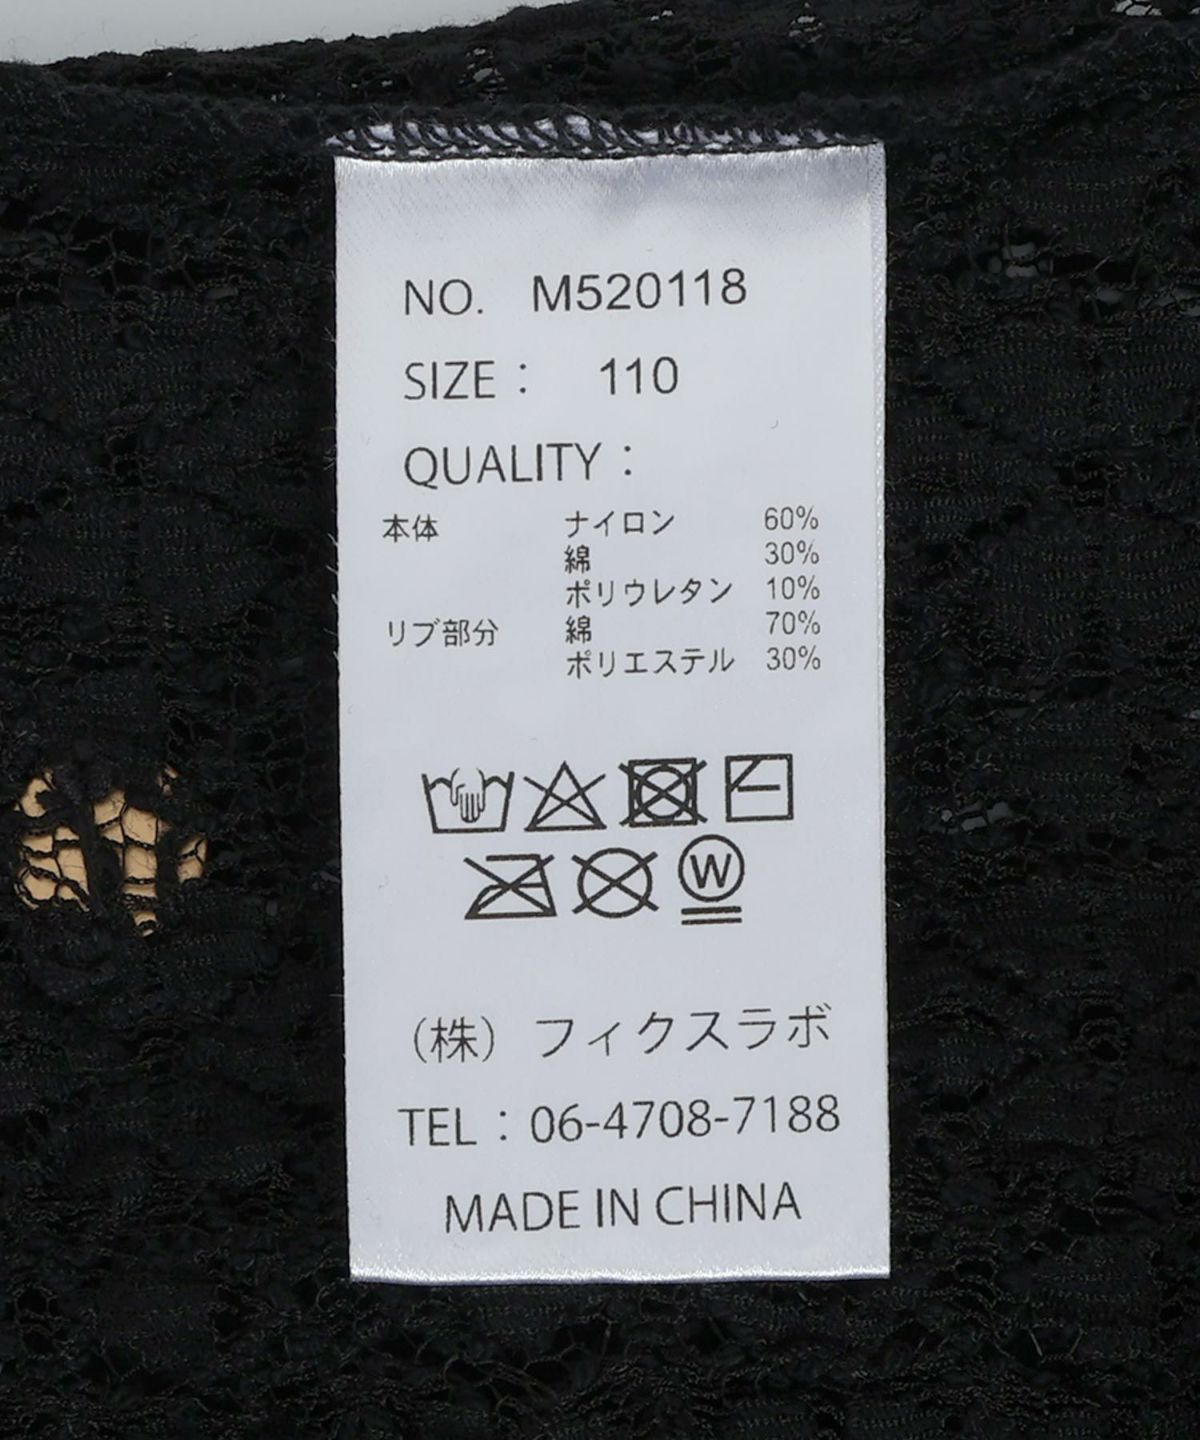 NO. M520118
SIZE： 110
QUALITY：
本体 ナイロン 60%
綿 30%
ポリウレタン 10%
リブ部分 綿 70%
ポリエステル 30%
W
（株）フィクスラボ
TEL：06-4708-7188
MADE IN CHINA